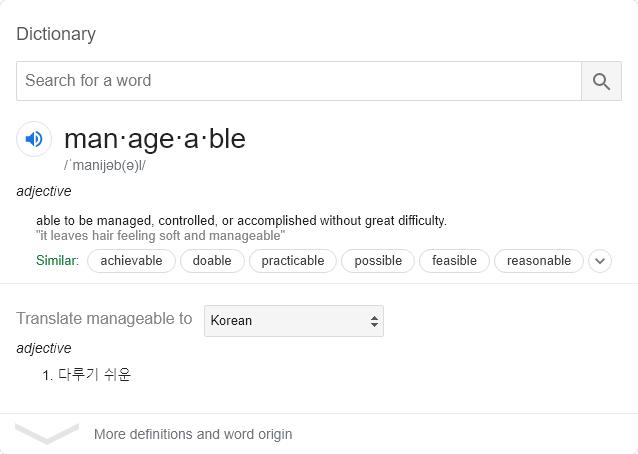 Dictionary
Search for a word
man·age·a·ble
/ˈmanijəb(ə)l/
adjective
able to be managed, controlled, or accomplished without great difficulty.
"it leaves hair feeling soft and manageable"
Similar: achievable doable practicable possible feasible reasonable
Translate manageable to Korean
adjective
1. 다루기 쉬운
More definitions and word origin